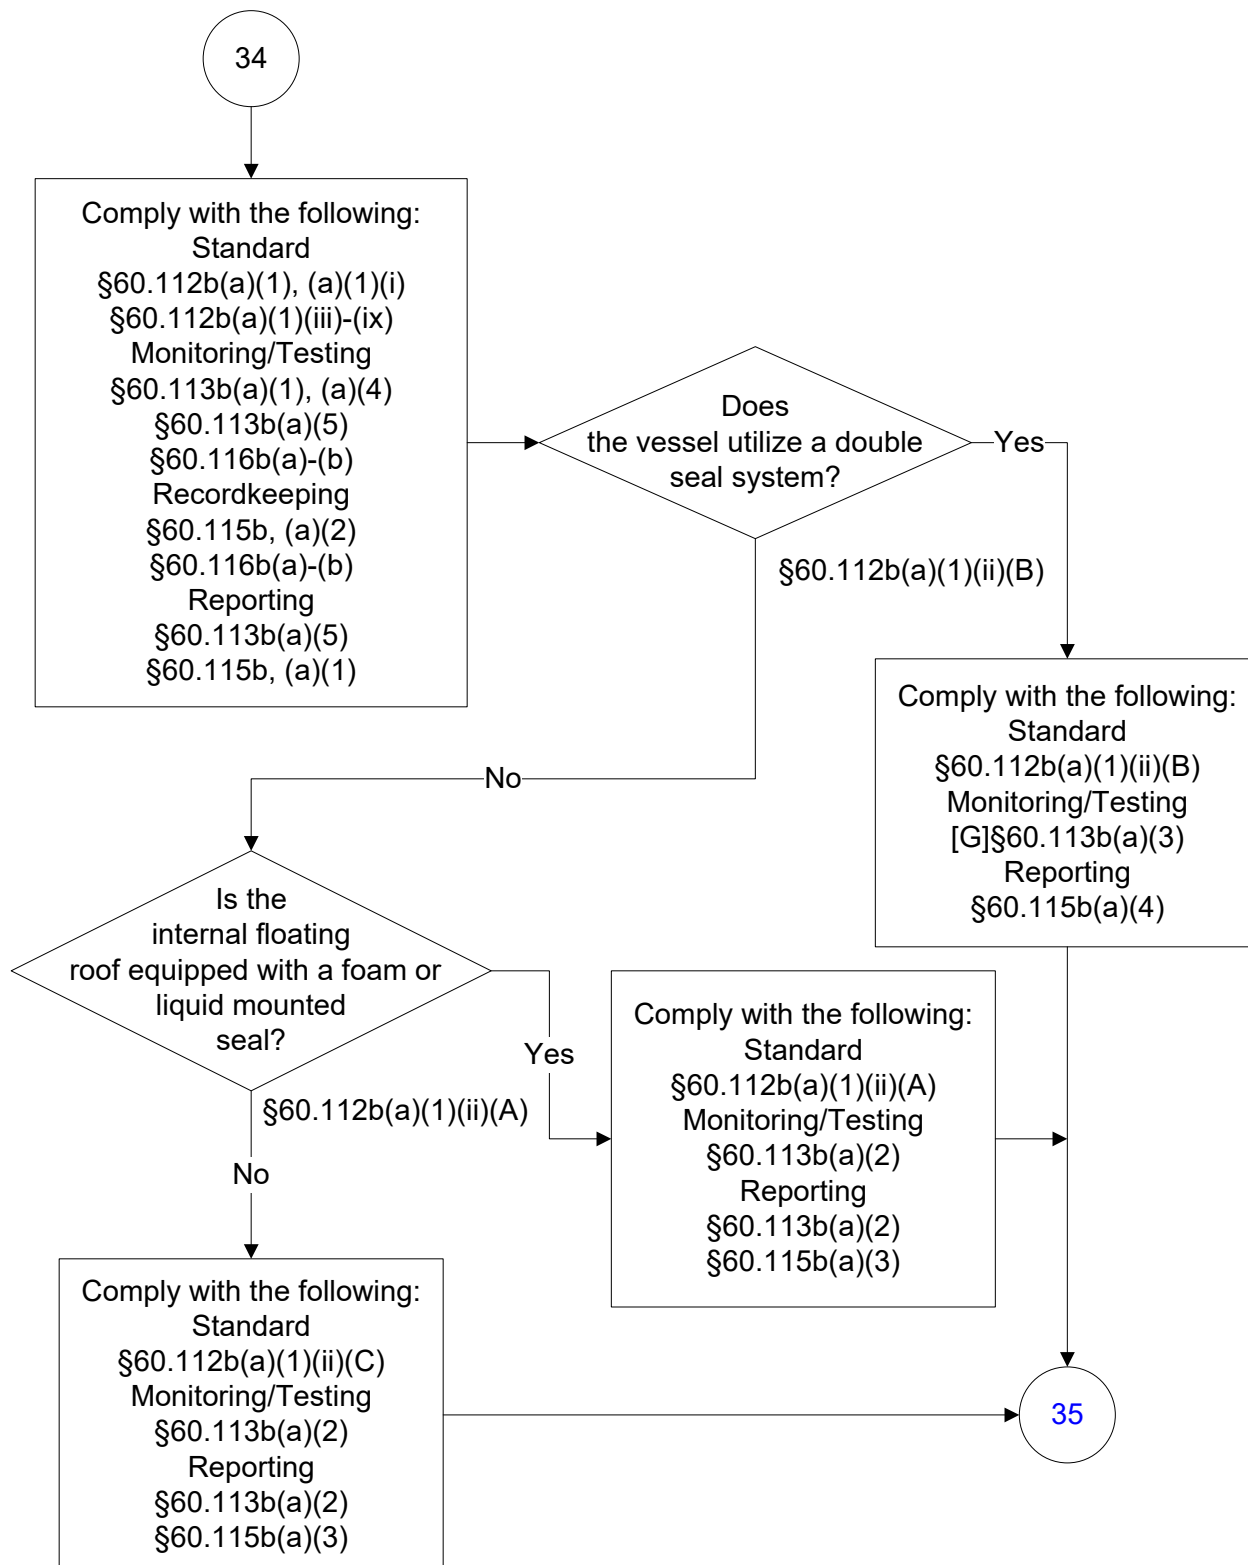 34
Comply with the following:
Standard
§60.112b(a)(1), (a)(1)(i)
§60.112b(a)(1)(iii)-(ix)
Monitoring/Testing
§60.113b(a)(1), (a)(4)
§60.113b(a)(5)
§60.116b(a)-(b)
Recordkeeping
§60.115b, (a)(2)
§60.116b(a)-(b)
Reporting
§60.113b(a)(5)
§60.115b, (a)(1)
Does
the vessel utilize a double
seal system?
Yes
§60.112b(a)(1)(ii)(B)
Comply with the following:
Standard
§60.112b(a)(1)(ii)(B)
Monitoring/Testing
[G]§60.113b(a)(3)
Reporting
§60.115b(a)(4)
No
Is the
internal floating
roof equipped with a foam or
liquid mounted
seal?
Yes
§60.112b(a)(1)(ii)(A)
No
Comply with the following:
Standard
§60.112b(a)(1)(ii)(A)
Monitoring/Testing
§60.113b(a)(2)
Reporting
§60.113b(a)(2)
§60.115b(a)(3)
Comply with the following:
Standard
§60.112b(a)(1)(ii)(C)
Monitoring/Testing
§60.113b(a)(2)
Reporting
§60.113b(a)(2)
§60.115b(a)(3)
35